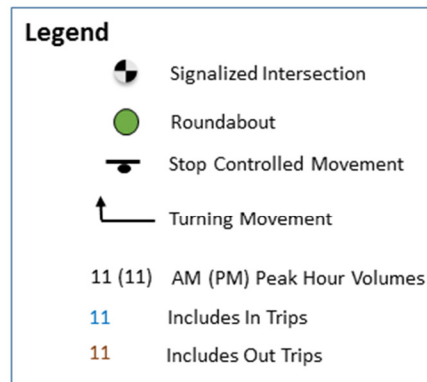 Legend
Signalized Intersection
Roundabout
Stop Controlled Movement
Turning Movement
11 (11) AM (PM) Peak Hour Volumes
11 Includes In Trips
11 Includes Out Trips